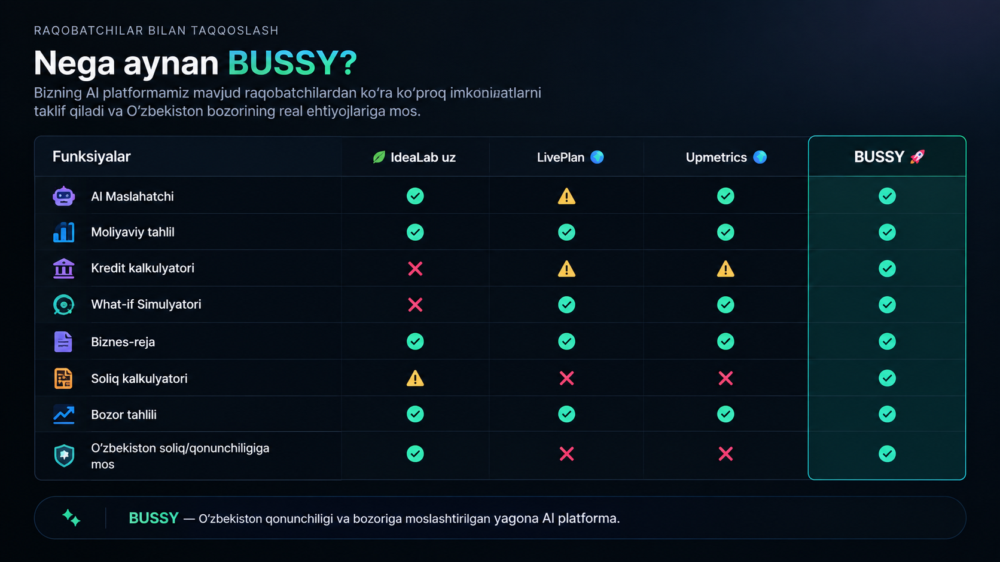 RAQOBATCHILAR BILAN TAQQOSLASH
Nega aynan BUSSY?
Bizning AI platformamiz mavjud raqobatchilardan ko‘ra ko‘proq
taklif qiladi va O‘zbekiston bozorining real ehtiyojlariga mos.
Funksiyalar IdeaLab uz LivePlan Upmetrics BUSSY
AI Maslahatchi
Moliyaviy tahlil
Kredit kalkulyatori
What-if Simulyatori
Biznes-reja
Soliq kalkulyatori
Bozor tahlili
O‘zbekiston soliq/qonunchiligiga
mos
BUSSY — O‘zbekiston qonunchiligi va bozoriga moslashtirilgan yagona AI platforma.